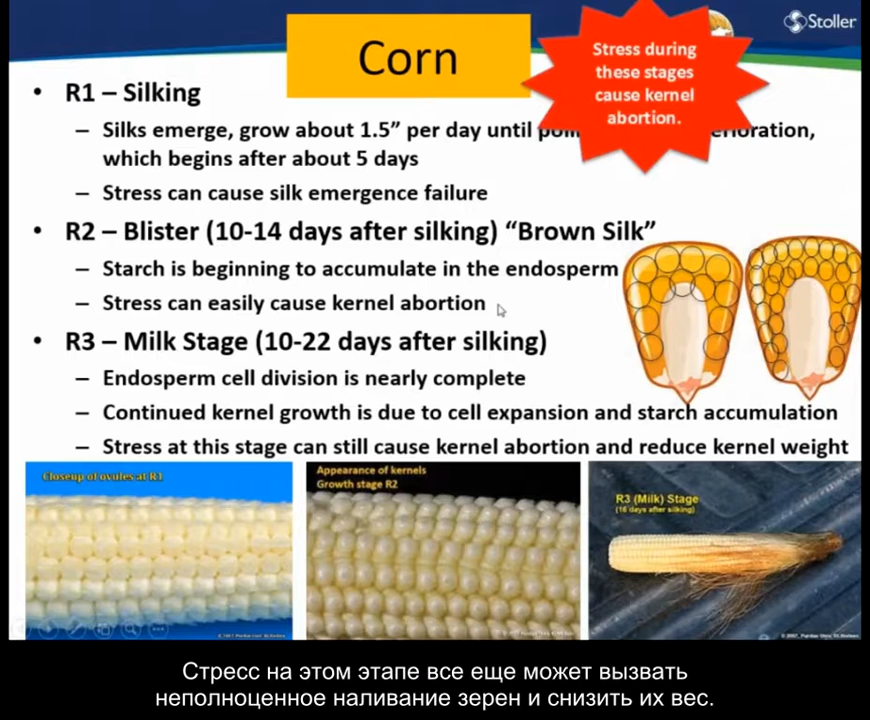 Stoller
Corn
Stress during
these stages
cause kernel
abortion.
• R1 – Silking
– Silks emerge, grow about 1.5” per day until
which begins after about 5 days
– Stress can cause silk emergence failure
• R2 – Blister (10-14 days after silking) “Brown Silk”
– Starch is beginning to accumulate in the endosperm
– Stress can easily cause kernel abortion
• R3 – Milk Stage (10-22 days after silking)
– Endosperm cell division is nearly complete
– Continued kernel growth is due to cell expansion and starch accumulation
– Stress at this stage can still cause kernel abortion and reduce kernel weight
Closeup of ovules at R1
Appearance of kernels
Growth stage R2
R3 (Milk) Stage
(16 days after silking)
Стресс на этом этапе все еще может вызвать
неполноценное наливание зерен и снизить их вес.